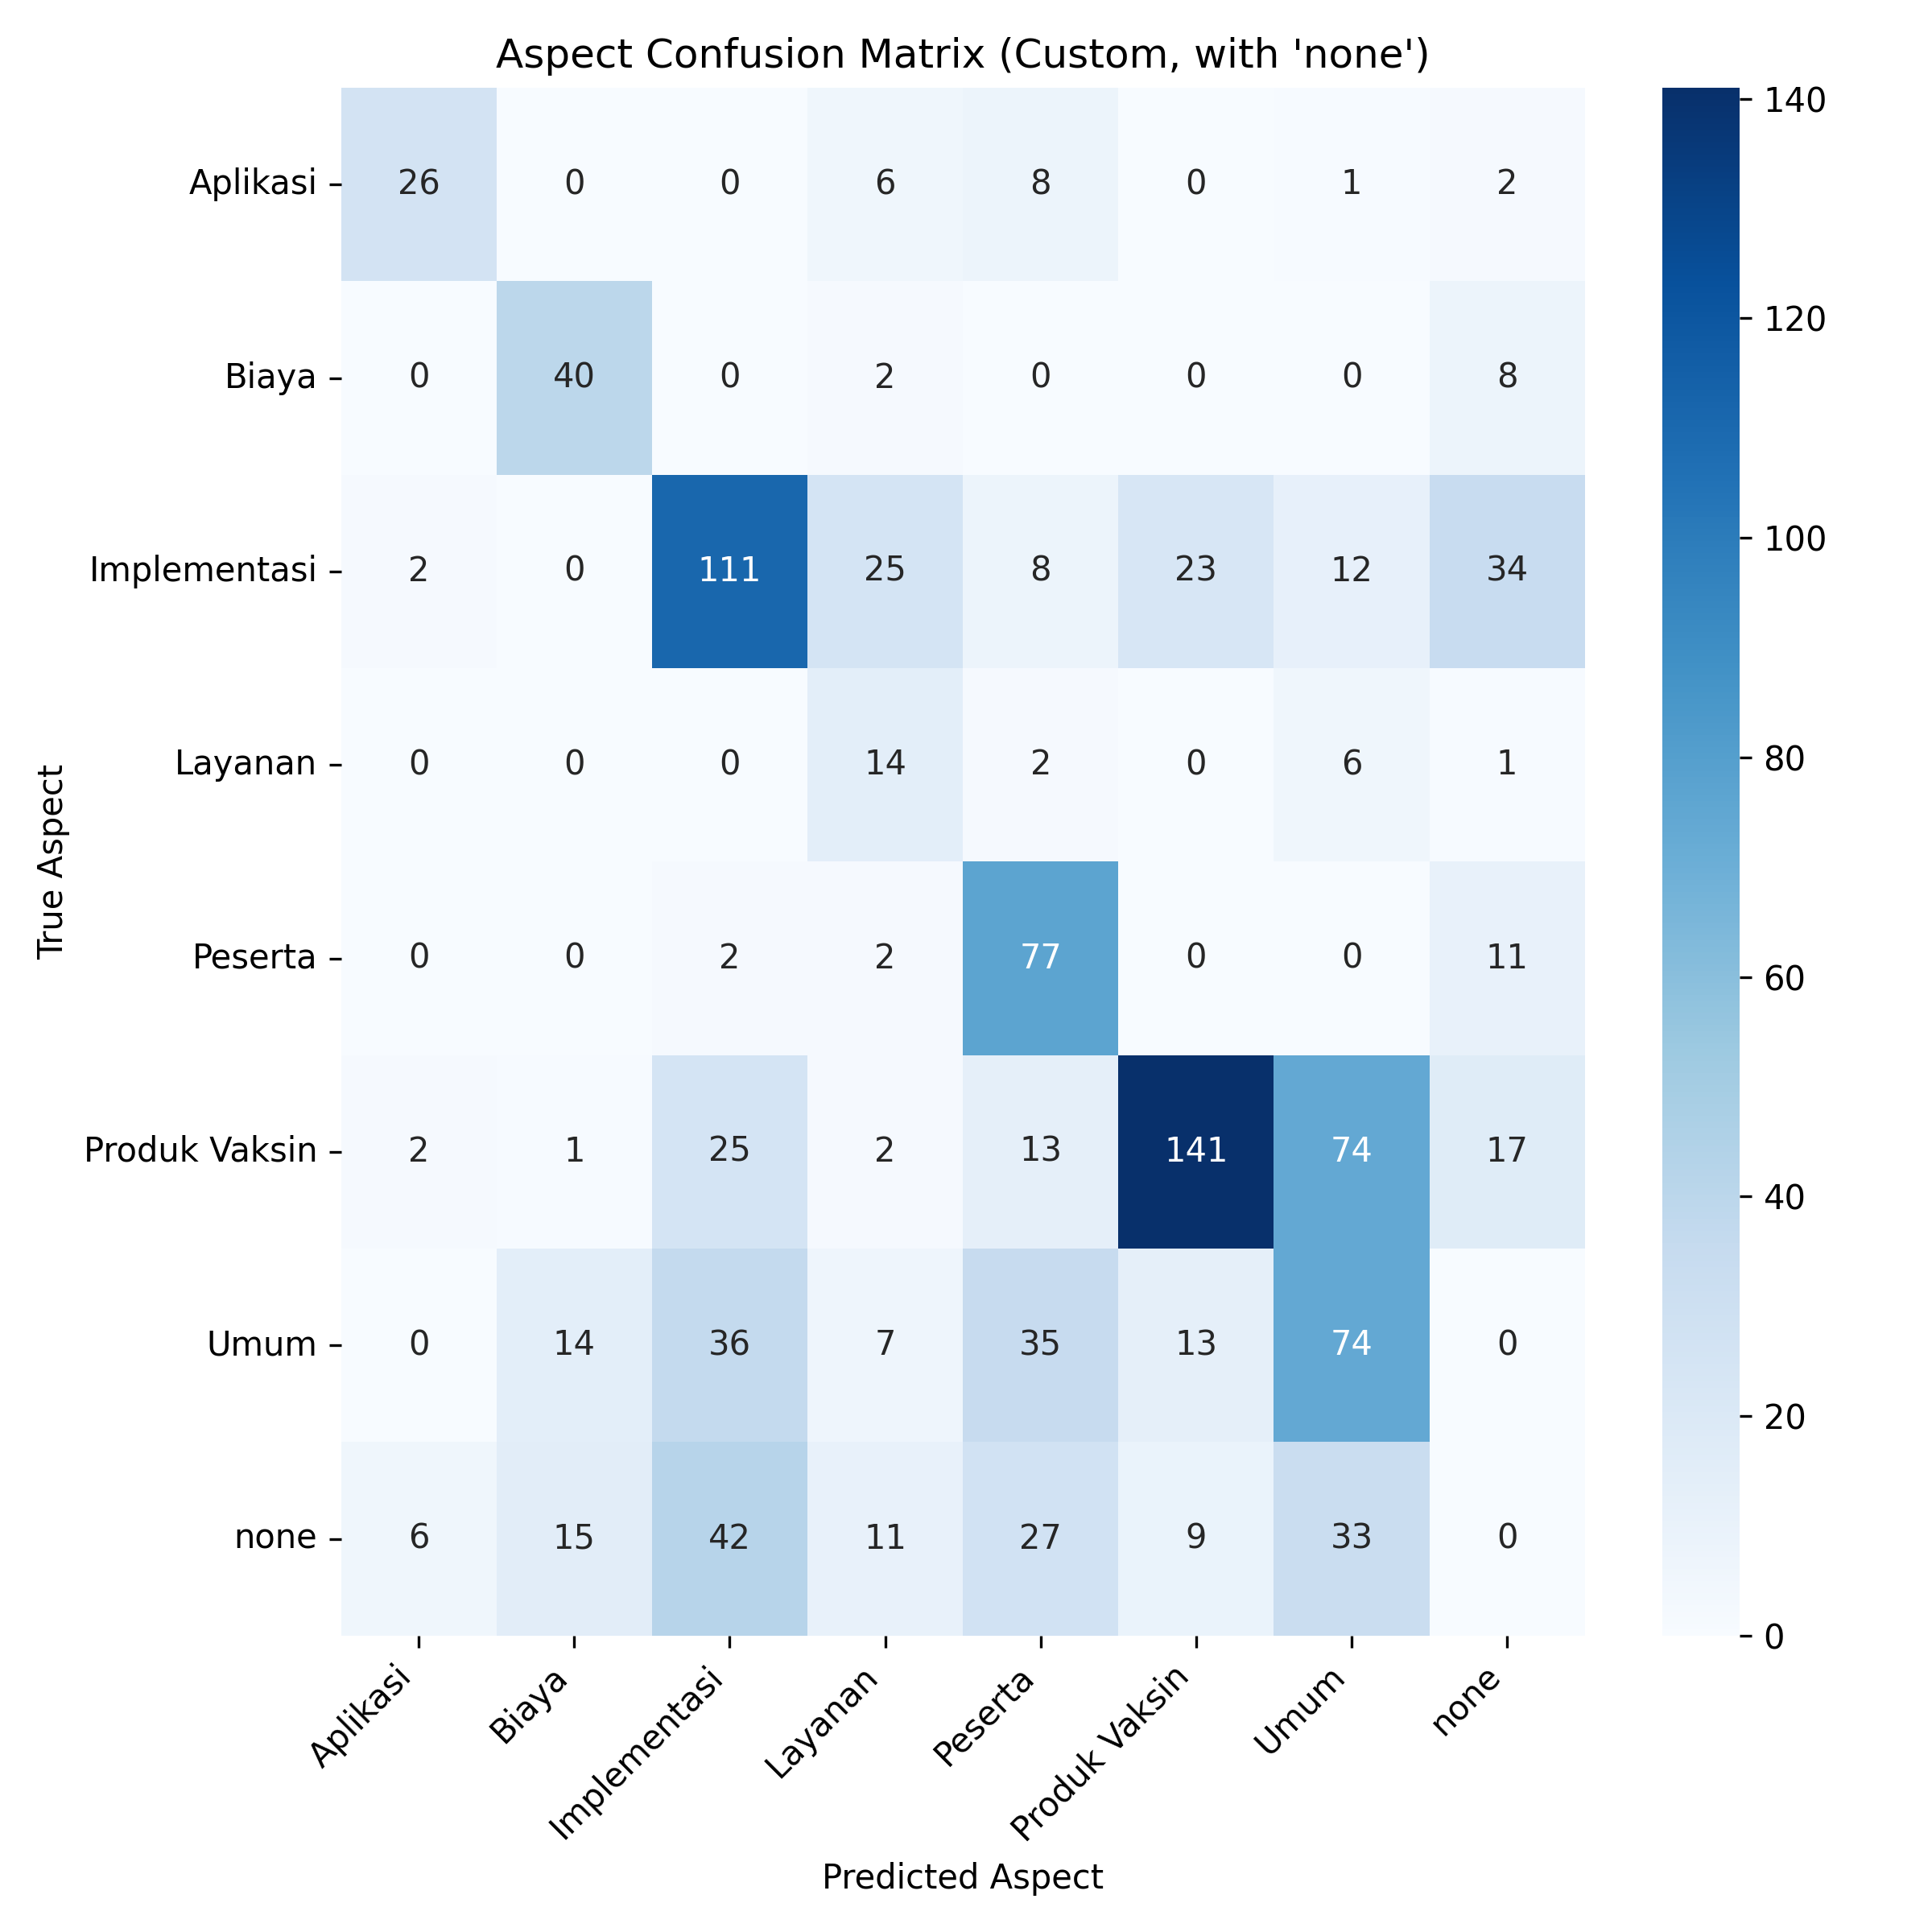 Aspect Confusion Matrix (Custom, with 'none')
True Aspect
Aplikasi 26 0 0 6 8 0 1 2
Biaya 0 40 0 2 0 0 0 8
Implementasi 2 0 111 25 8 23 12 34
Layanan 0 0 0 14 2 0 6 1
Peserta 0 0 2 2 77 0 0 11
Produk Vaksin 2 1 25 2 13 141 74 17
Umum 0 14 36 7 35 13 74 0
none 6 15 42 11 27 9 33 0
Aplikasi Biaya Implementasi Layanan Peserta Produk Vaksin Umum none
Predicted Aspect
140
120
100
80
60
40
20
0